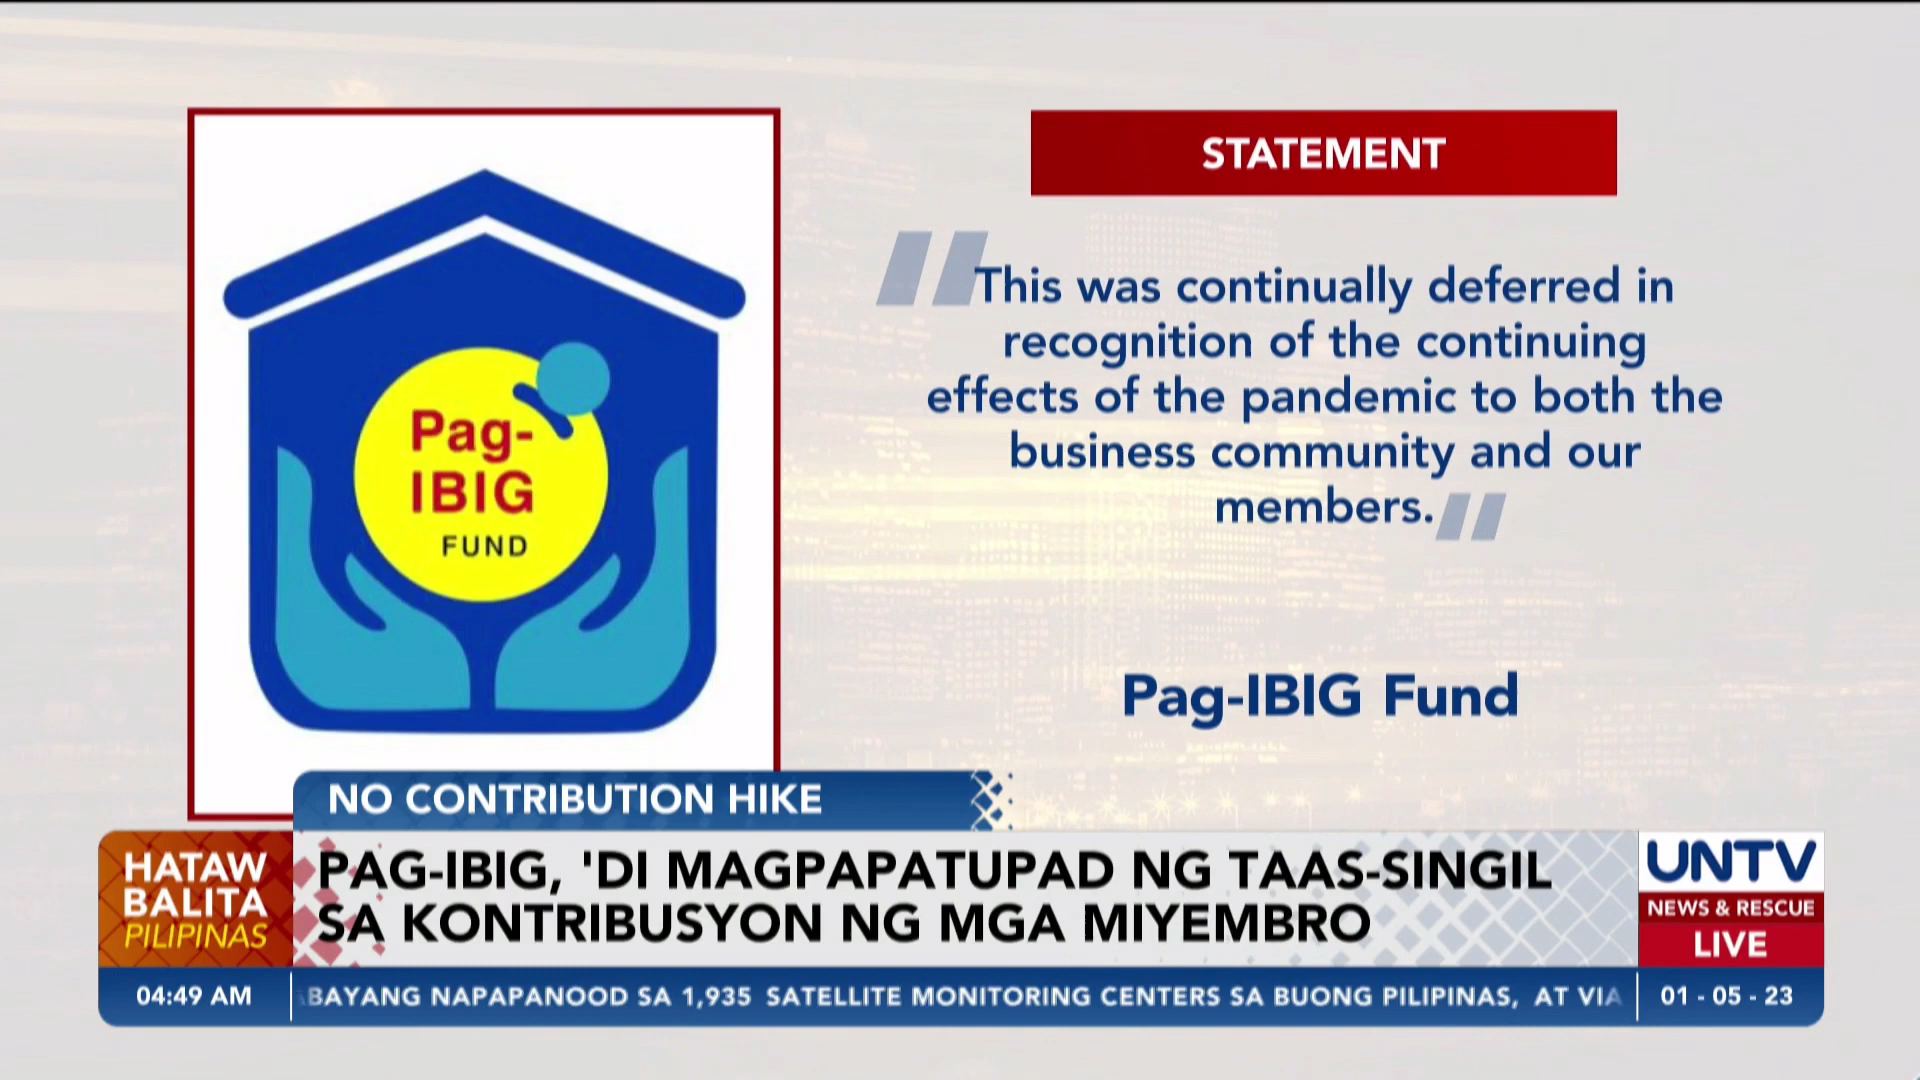 Pag-
IBIG
FUND
STATEMENT
"This was continually deferred in
recognition of the continuing
effects of the pandemic to both the
business community and our
members."
Pag-IBIG Fund
NO CONTRIBUTION HIKE
HATAW
BALITA
PILIPINAS
PAG-IBIG, 'DI MAGPAPATUPAD NG TAAS-SINGIL
SA KONTRIBUSYON NG MGA MIYEMBRO
UNTV
NEWS & RESCUE
LIVE
04:49 AM
BAYANG NAPAPANOOD SA 1,935 SATELLITE MONITORING CENTERS SA BUONG PILIPINAS, AT VIA
01 - 05 - 23